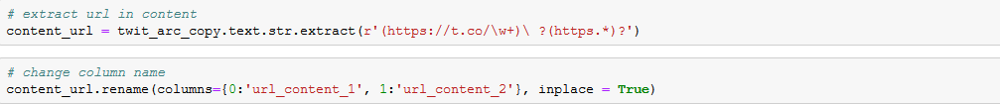 # extract url in content
content_url = twit_arc_copy.text.str.extract(r'(https://t.co/\w+)\ ?(https.*)?')
# change column name
content_url.rename(columns={0:'url_content_1', 1:'url_content_2'}, inplace = True)